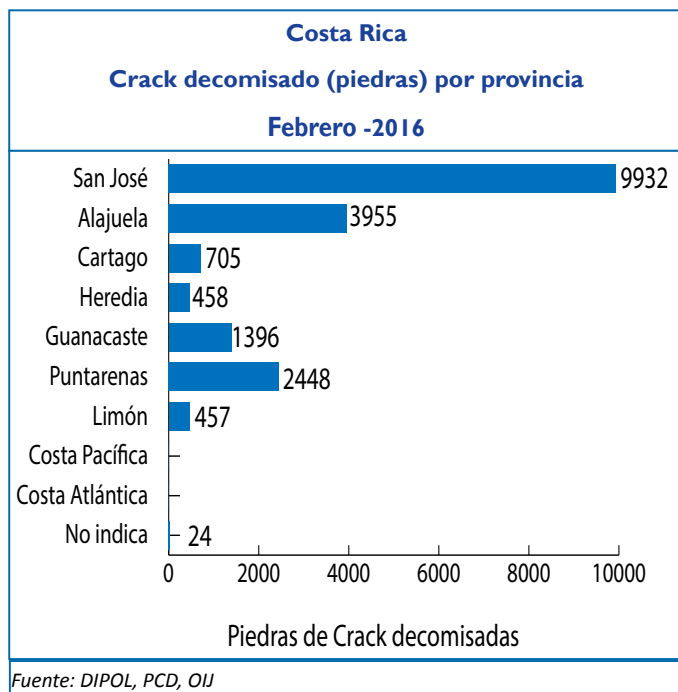 Costa Rica
Crack decomisado (piedras) por provincia
Febrero -2016
San José 9932
Alajuela 3955
Cartago 705
Heredia 458
Guanacaste 1396
Puntarenas 2448
Limón 457
Costa Pacífica
Costa Atlántica
No indica 24
0 2000 4000 6000 8000 10000
Piedras de Crack decomisadas
Fuente: DIPOL, PCD, OIJ